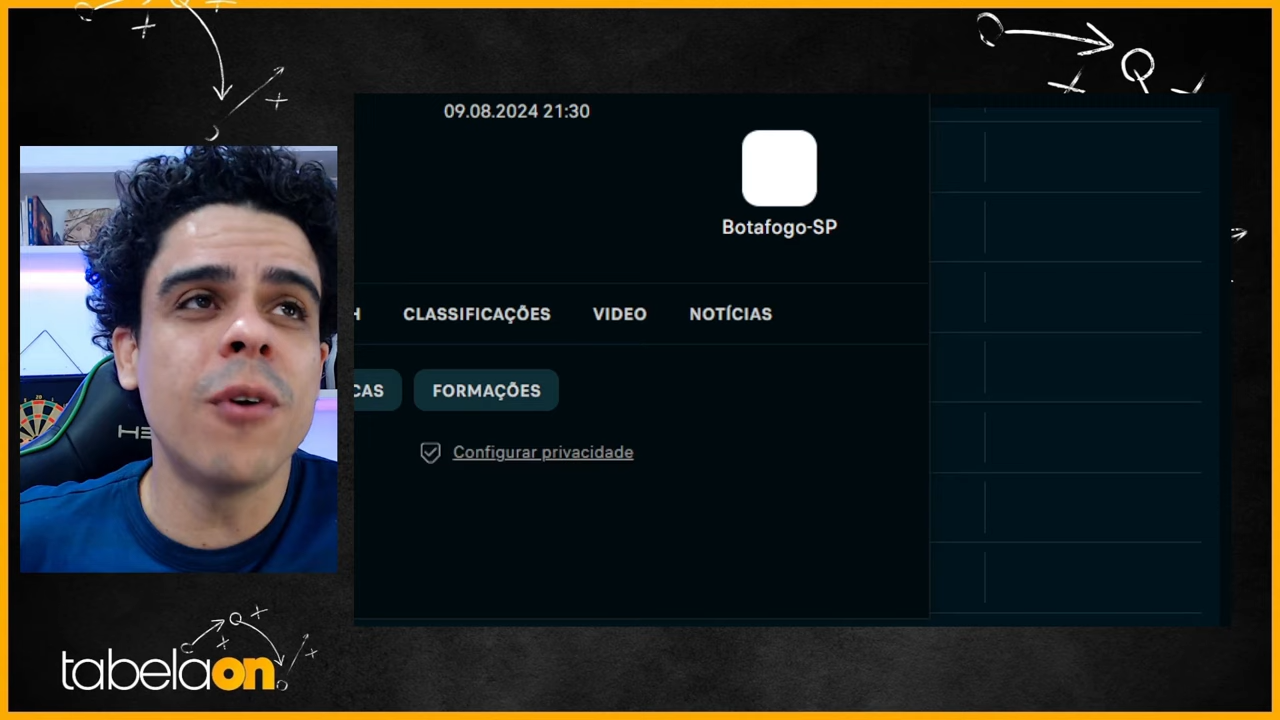 09.08.2024 21:30
Botafogo-SP
CLASSIFICAÇÕES VIDEO NOTÍCIAS
CAS FORMAÇÕES
Configurar privacidade
tabelaon